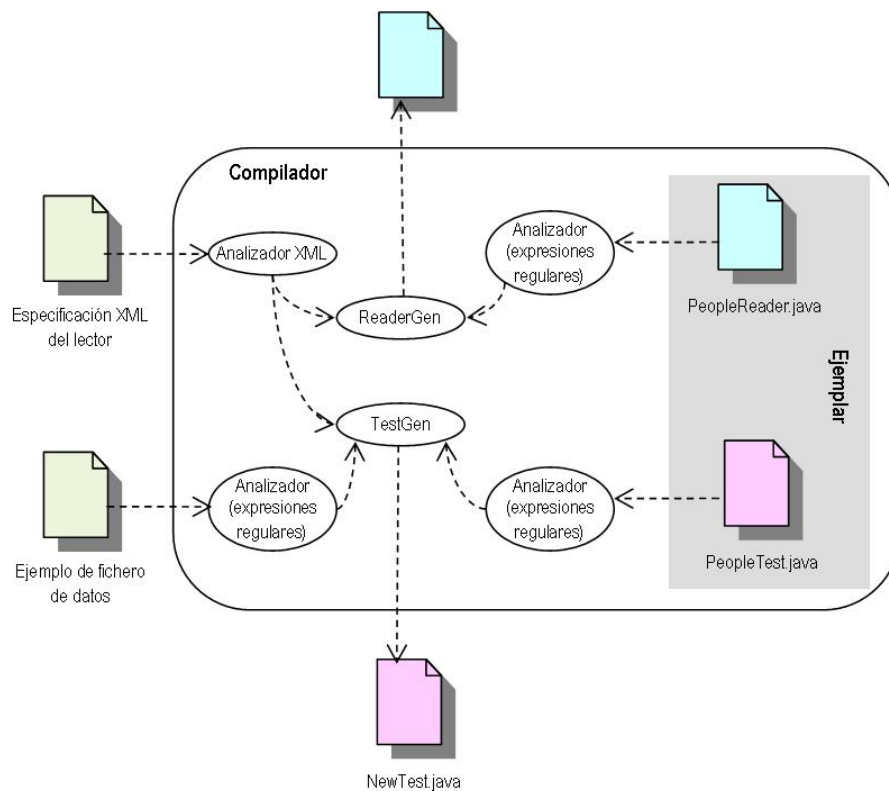 Compilador
Analizador XML
Analizador
(expresiones
regulares)
Especificación XML
del lector
ReaderGen
PeopleReader.java
Ejemplar
TestGen
Analizador
(expresiones
regulares)
Analizador
(expresiones
regulares)
Ejemplo de fichero
de datos
PeopleTest.java
NewTest.java